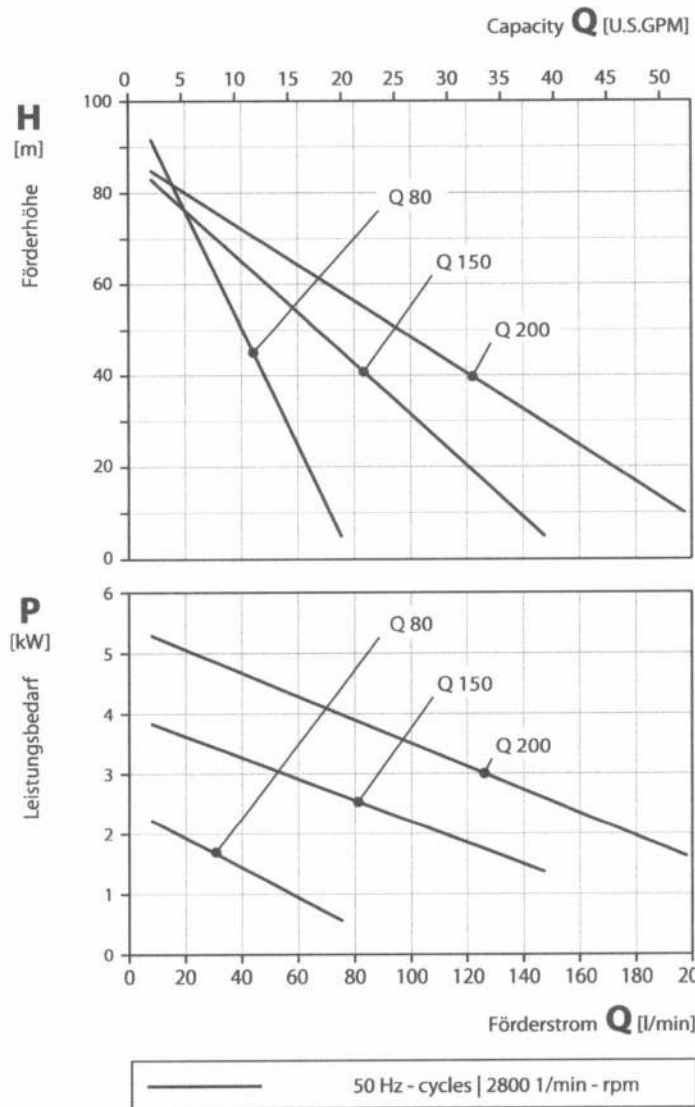 Capacity Q [U.S.GPM]
0 5 10 15 20 25 30 35 40 45 50
H
[m]
Förderhöhe
100
80
60
40
20
0
Q 80
Q 150
Q 200
P
[kW]
Leistungsbedarf
6
5
4
3
2
1
0
Q 80
Q 150
Q 200
0 20 40 60 80 100 120 140 160 180 20
Förderstrom Q [l/min]
50 Hz - cycles | 2800 1/min - rpm